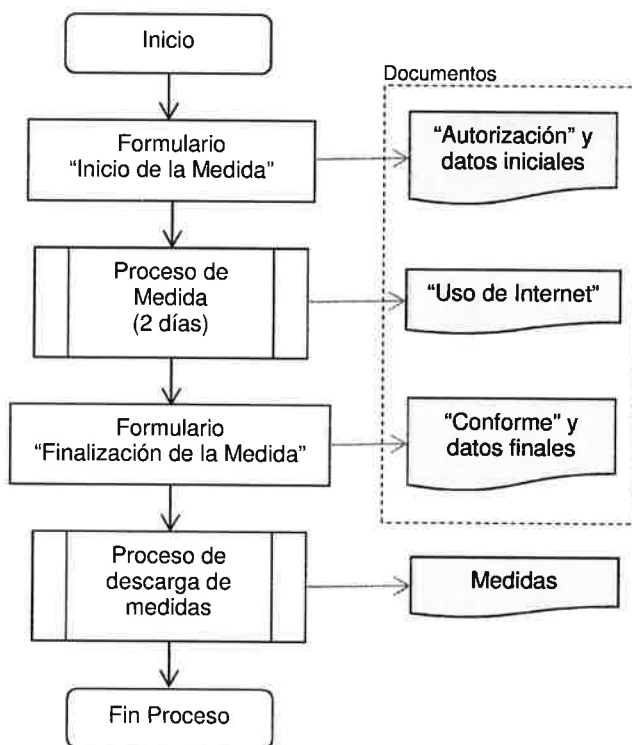 Inicio
Documentos
Formulario
“Inicio de la Medida”
“Autorización” y
datos iniciales
Proceso de
Medida
(2 días)
“Uso de Internet”
Formulario
“Finalización de la Medida”
“Conforme” y
datos finales
Proceso de
descarga de
medidas
Medidas
Fin Proceso